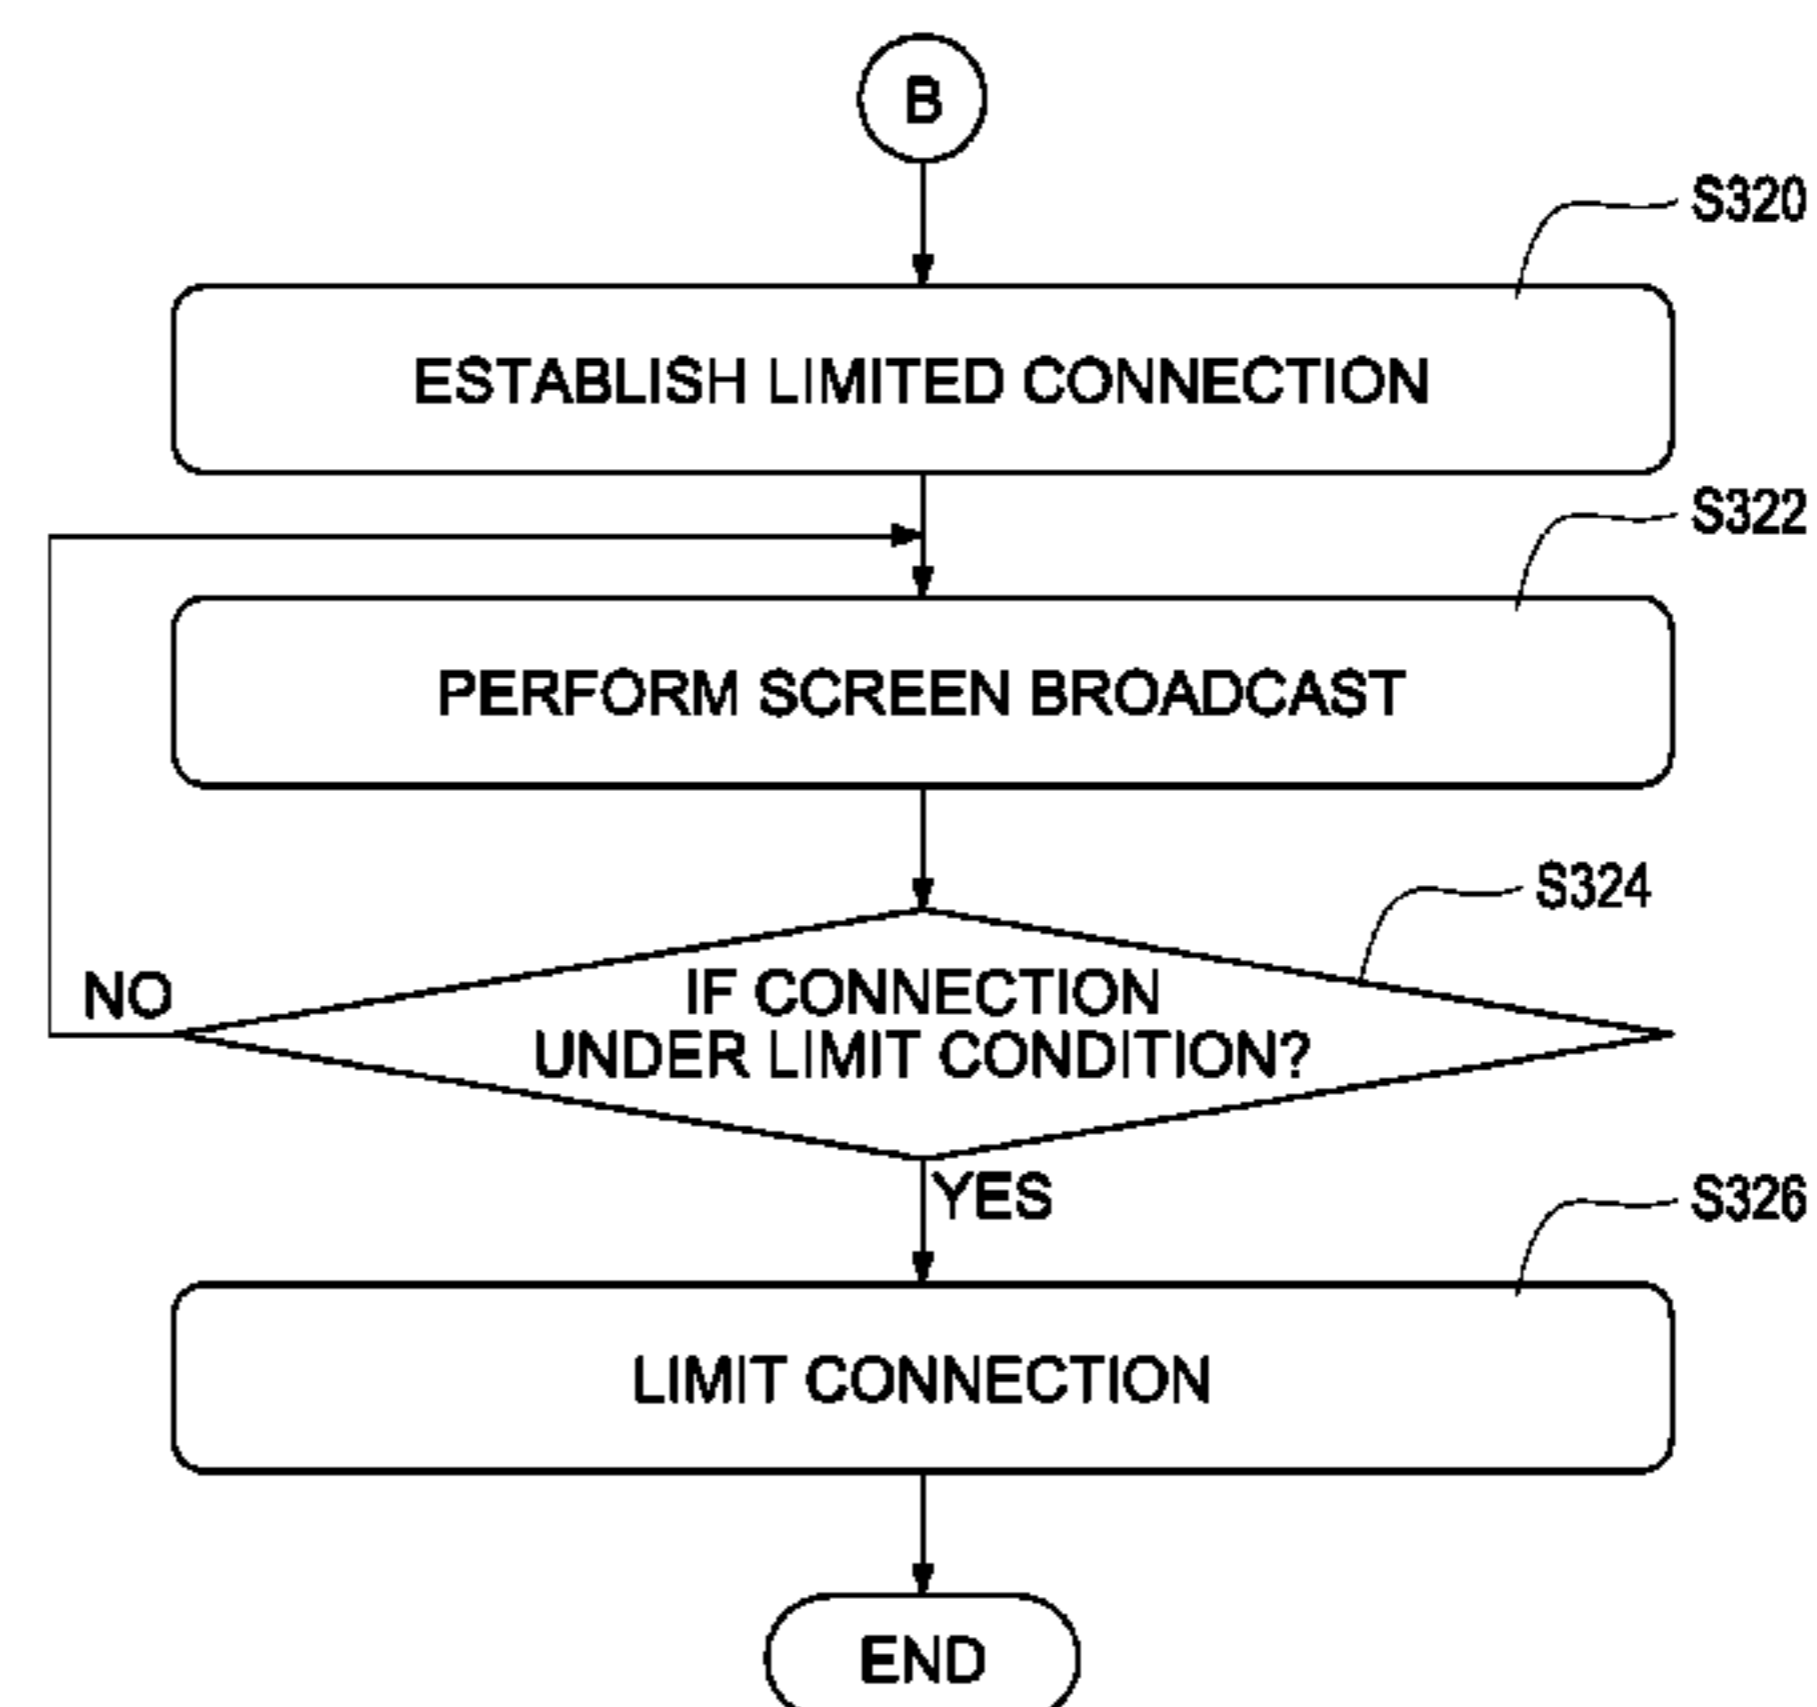 B
S320
ESTABLISH LIMITED CONNECTION
S322
PERFORM SCREEN BROADCAST
S324
NO
IF CONNECTION
UNDER LIMIT CONDITION?
YES
S326
LIMIT CONNECTION
END